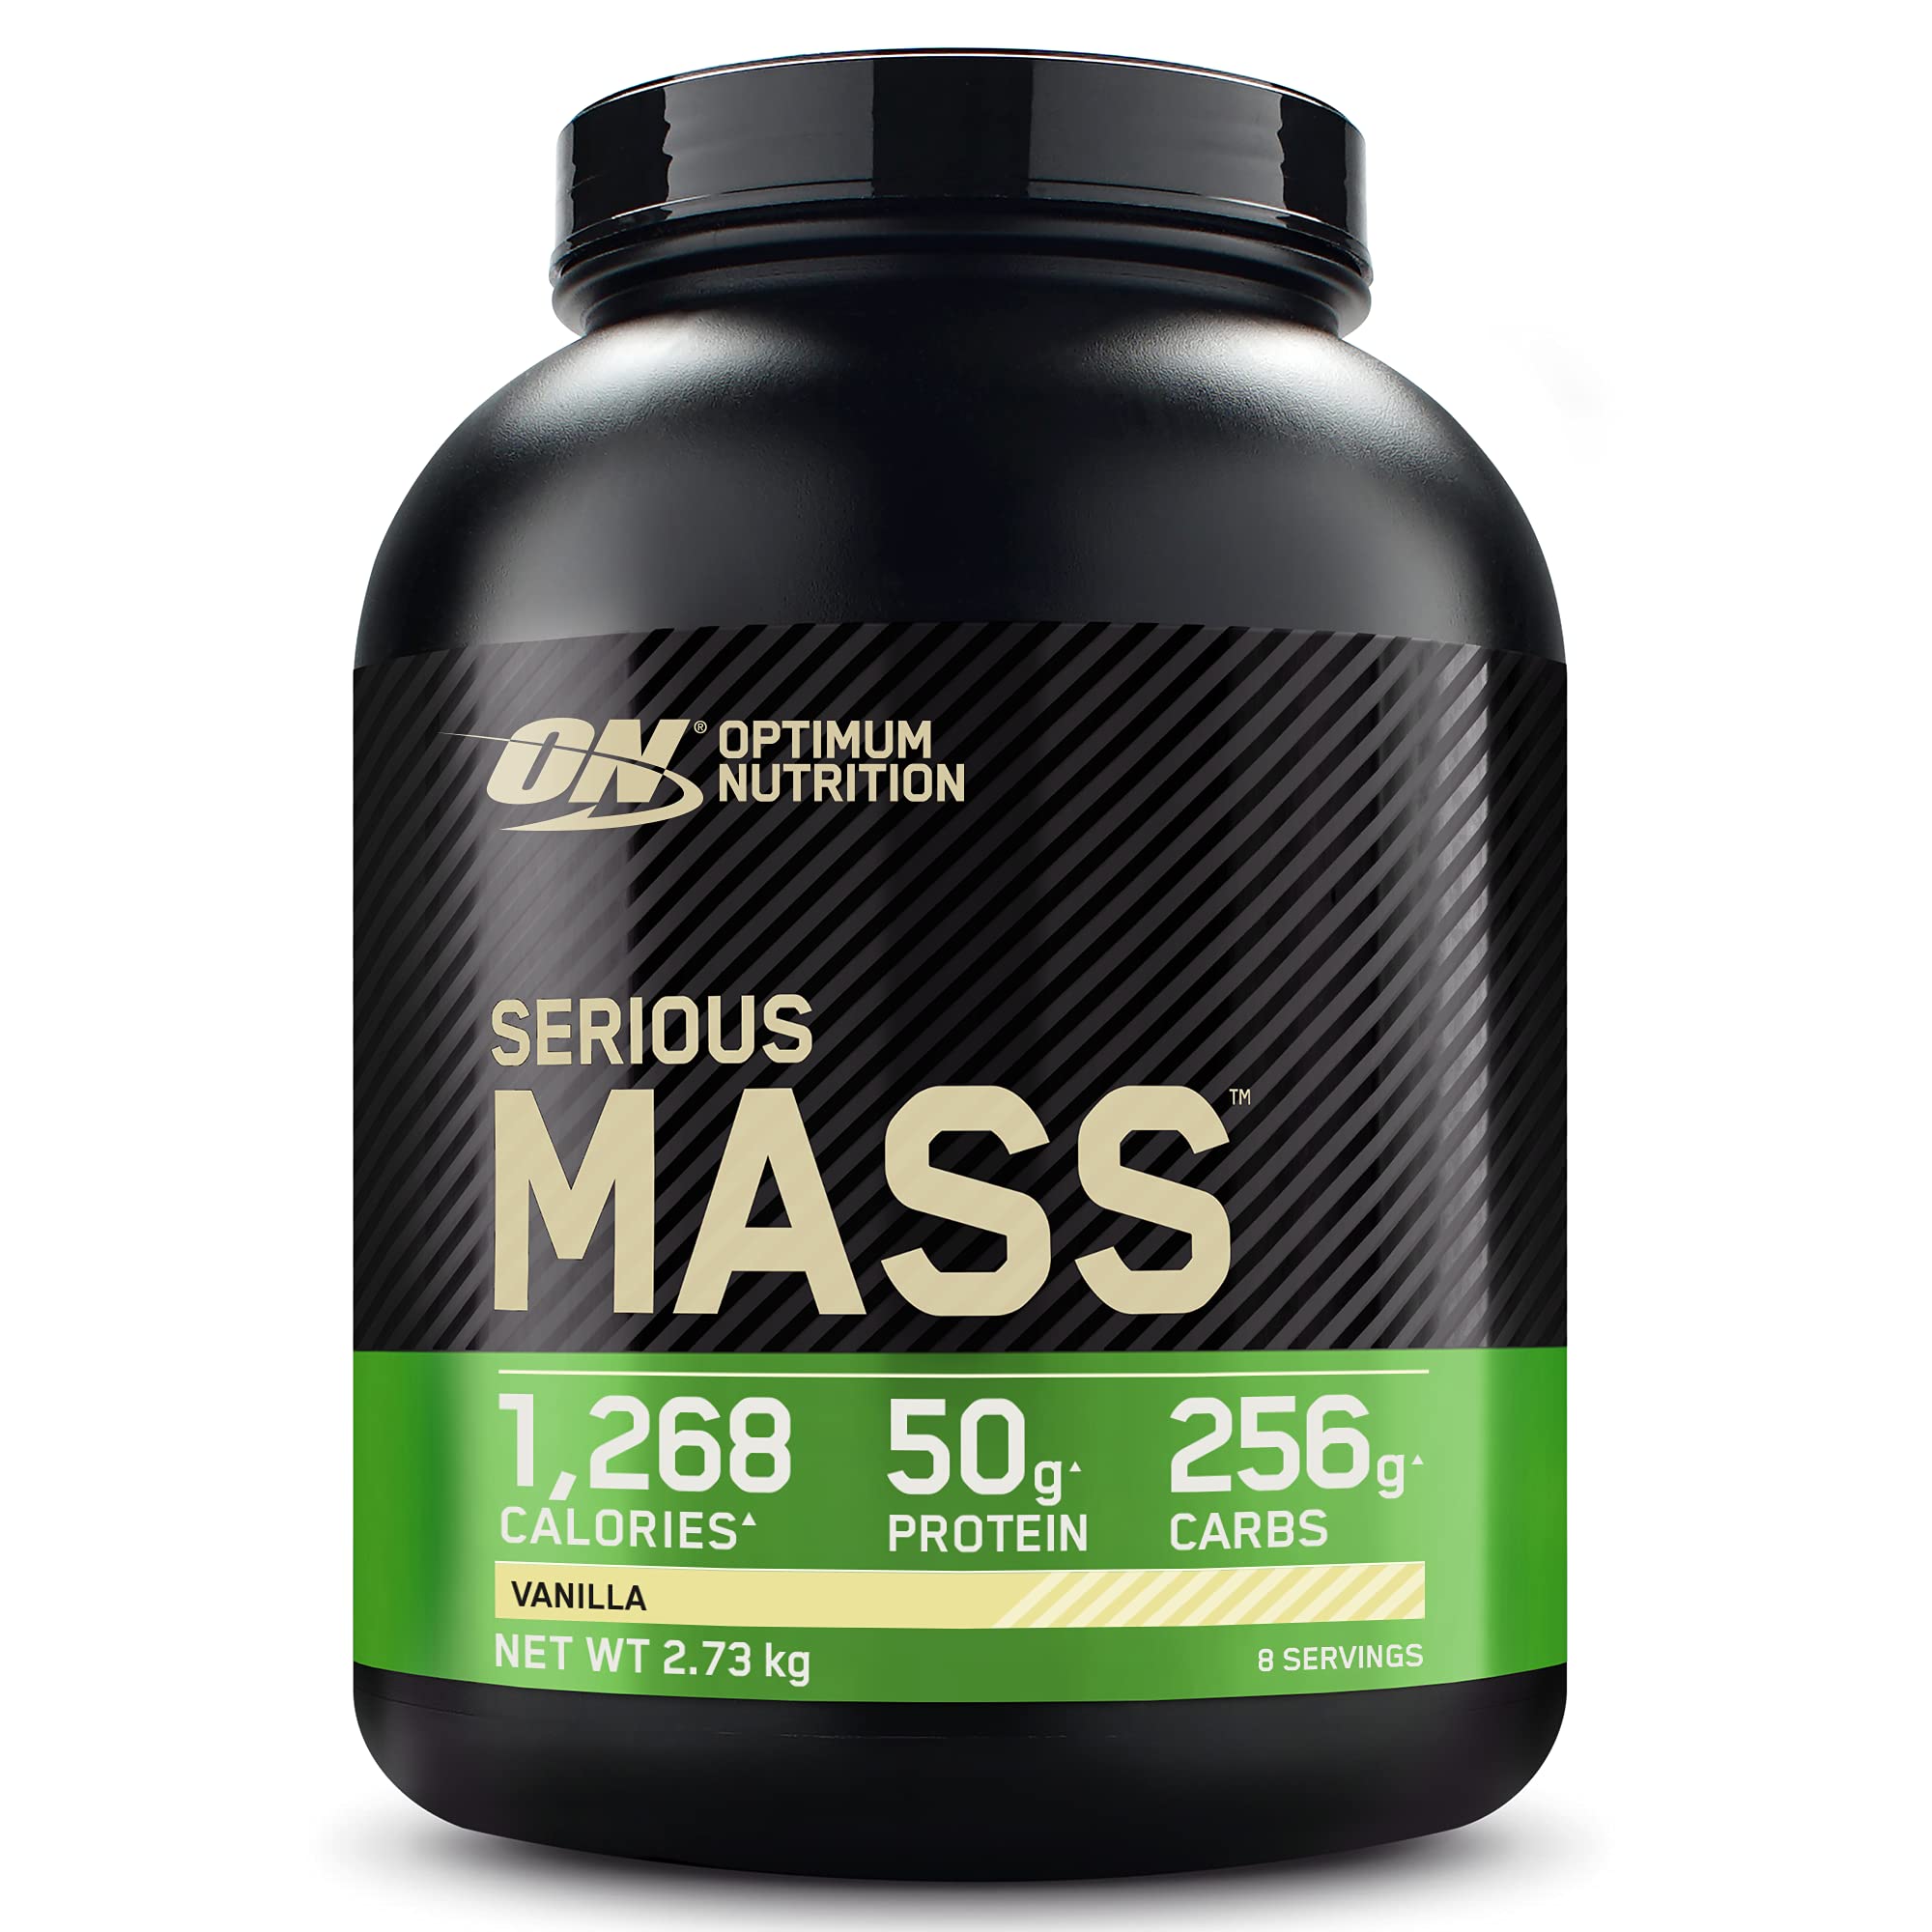 ON® OPTIMUM
NUTRITION
SERIOUS
MASS™
1,268 50g▲ 256g▲
CALORIES▲ PROTEIN CARBS
VANILLA
NET WT 2.73 kg 8 SERVINGS